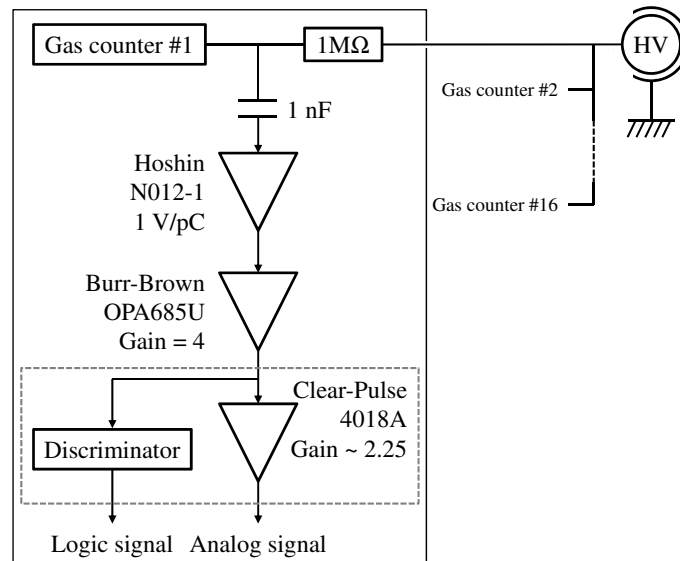 Gas counter #1
1MΩ
HV
1 nF
Gas counter #2
Hoshin
N012-1
1 V/pC
Gas counter #16
Burr-Brown
OPA685U
Gain = 4
Clear-Pulse
4018A
Gain ~ 2.25
Discriminator
Logic signal
Analog signal